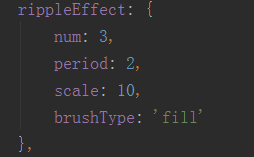 rippleEffect: {
    num: 3,
    period: 2,
    scale: 10,
    brushType: 'fill'
},